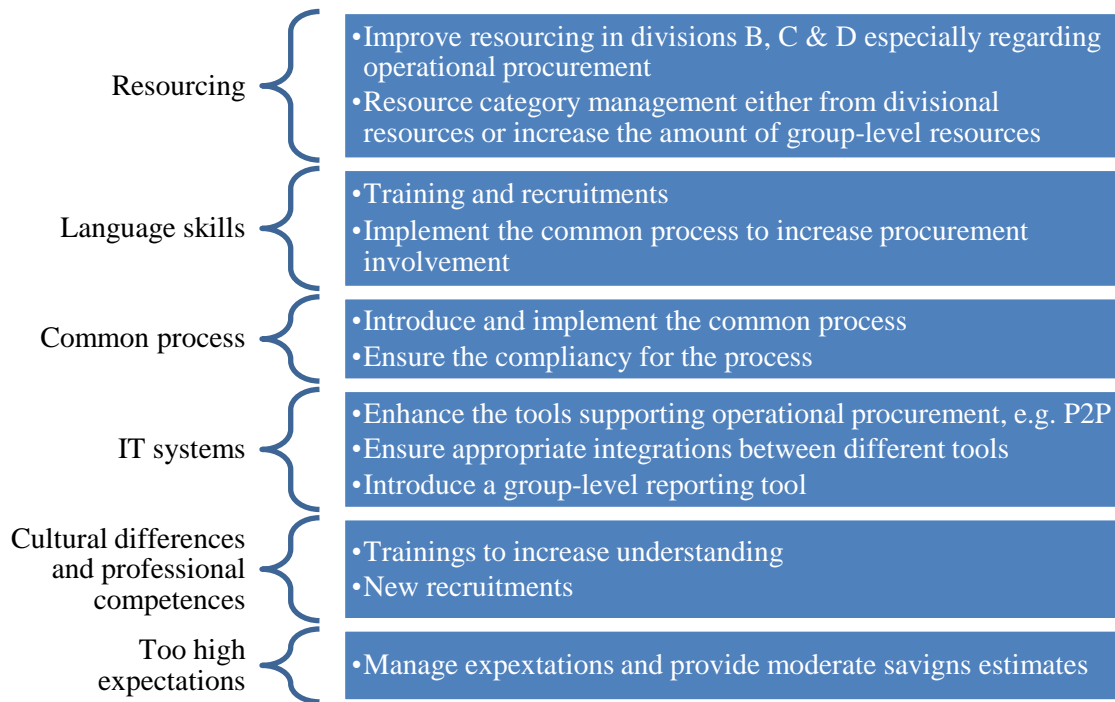 Resourcing
•Improve resourcing in divisions B, C & D especially regarding
operational procurement
•Resource category management either from divisional
resources or increase the amount of group-level resources
Language skills
•Training and recruitments
•Implement the common process to increase procurement
involvement
Common process
•Introduce and implement the common process
•Ensure the compliancy for the process
IT systems
•Enhance the tools supporting operational procurement, e.g. P2P
•Ensure appropriate integrations between different tools
•Introduce a group-level reporting tool
Cultural differences
and professional
competences
•Trainings to increase understanding
•New recruitments
Too high
expectations
•Manage expextations and provide moderate savigns estimates